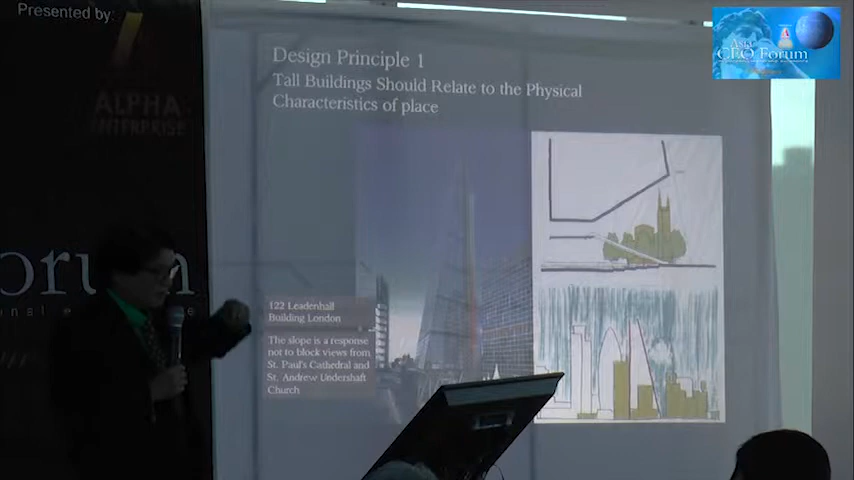 Presented by:
ALPHA
ENTERPRISE
Forum
Design Principle 1
Tall Buildings Should Relate to the Physical
Characteristics of place
122 Leadenhall
Building London
The slope is a response
not to block views from
St. Paul's Cathedral and
St. Andrew Undershaft
Church
Asia
CEO Forum